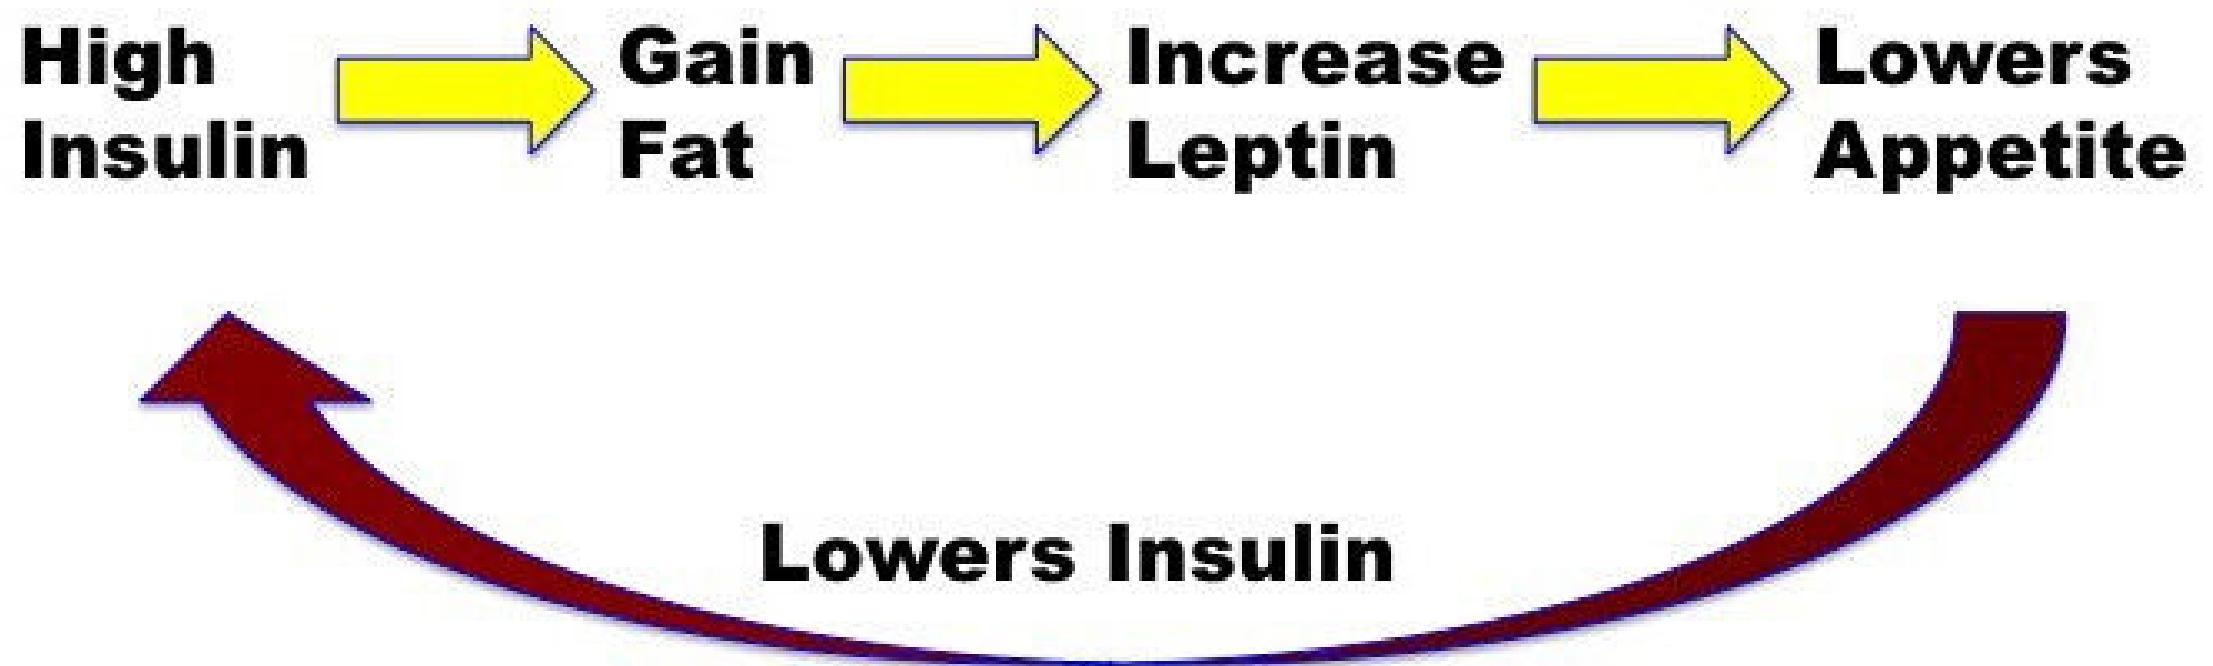 High
Insulin
Gain
Fat
Increase
Leptin
Lowers
Appetite
Lowers Insulin